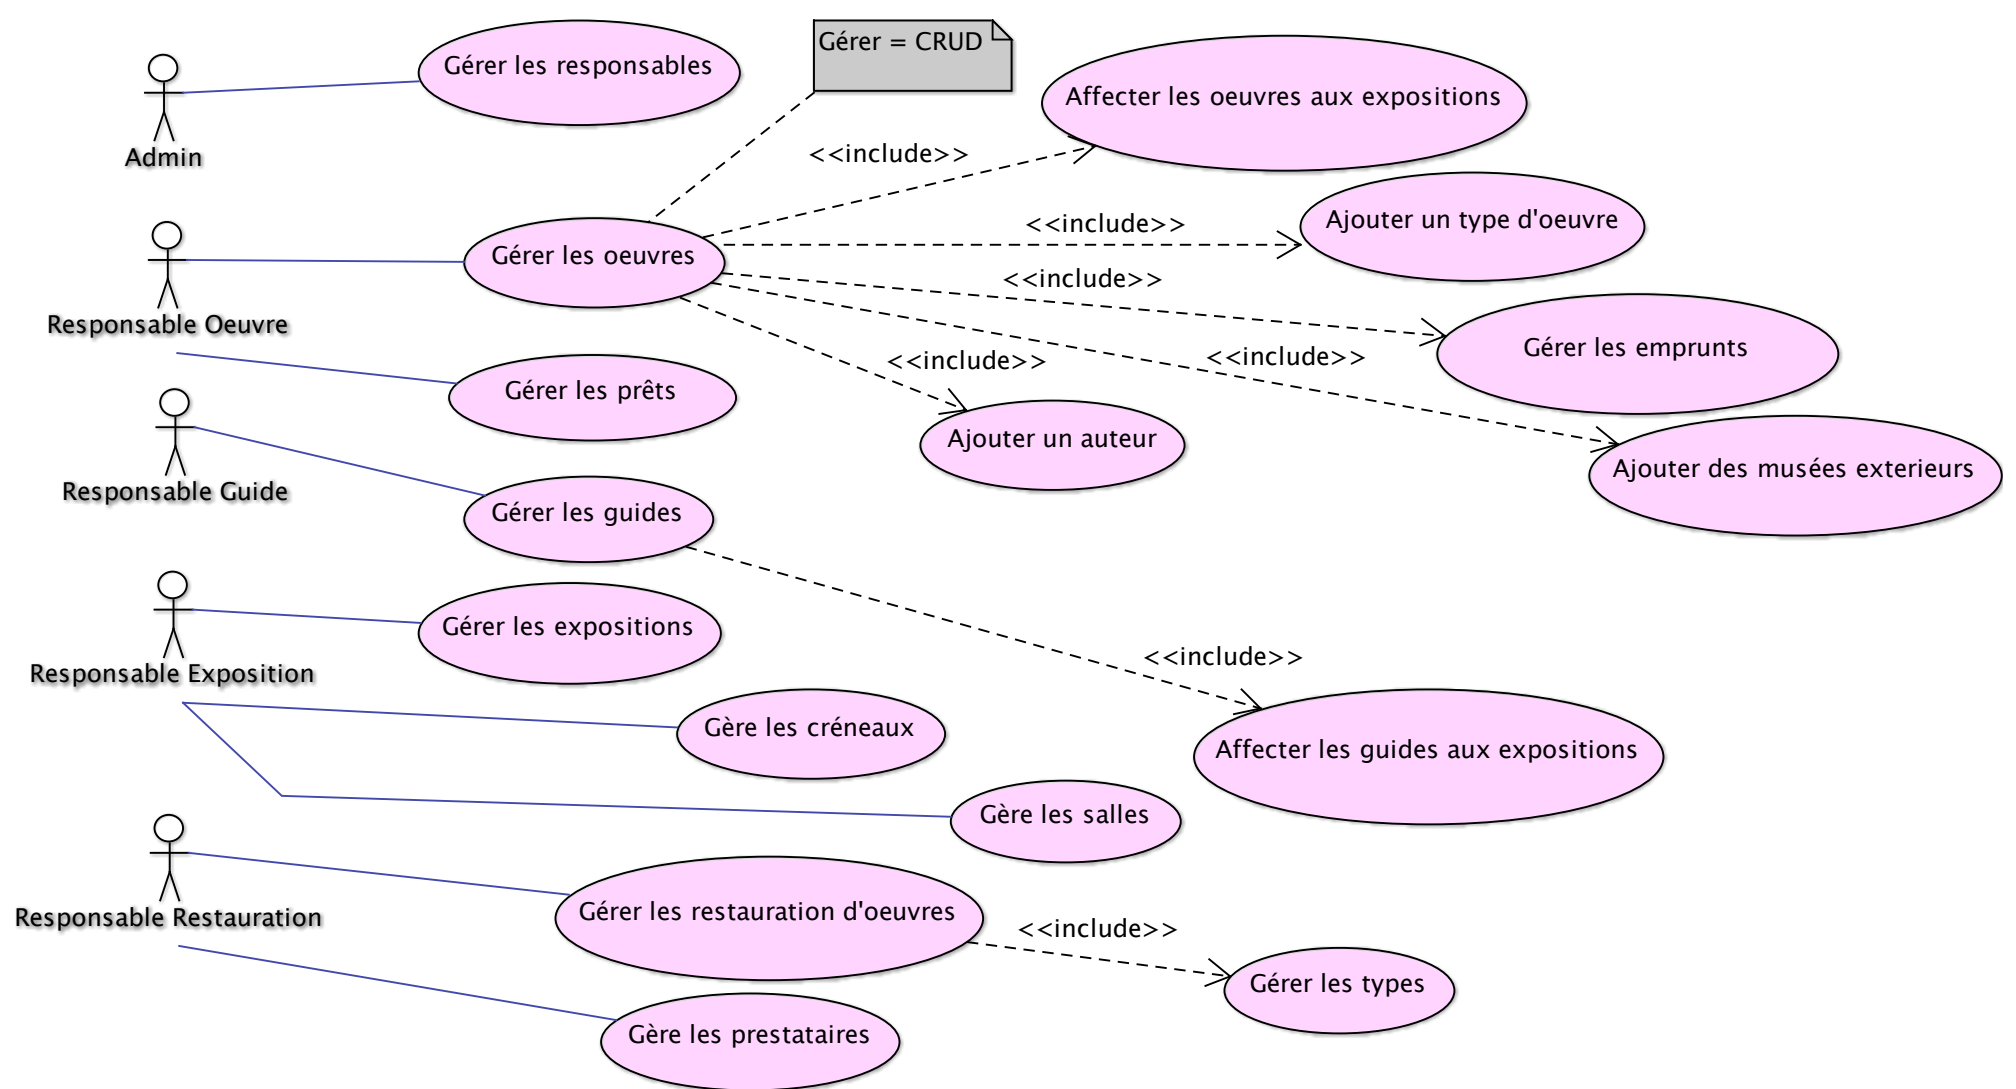 Gérer les responsables
Gérer = CRUD
Affecter les oeuvres aux expositions
Admin
<<include>>
Ajouter un type d'oeuvre
<<include>>
Gérer les oeuvres
<<include>>
Responsable Oeuvre
Gérer les emprunts
<<include>>
<<include>>
Gérer les prêts
Ajouter un auteur
Ajouter des musées exterieurs
Responsable Guide
Gérer les guides
Gérer les expositions
<<include>>
Responsable Exposition
Gère les créneaux
Affecter les guides aux expositions
Gère les salles
Gérer les restauration d'oeuvres
Responsable Restauration
<<include>>
Gérer les types
Gère les prestataires